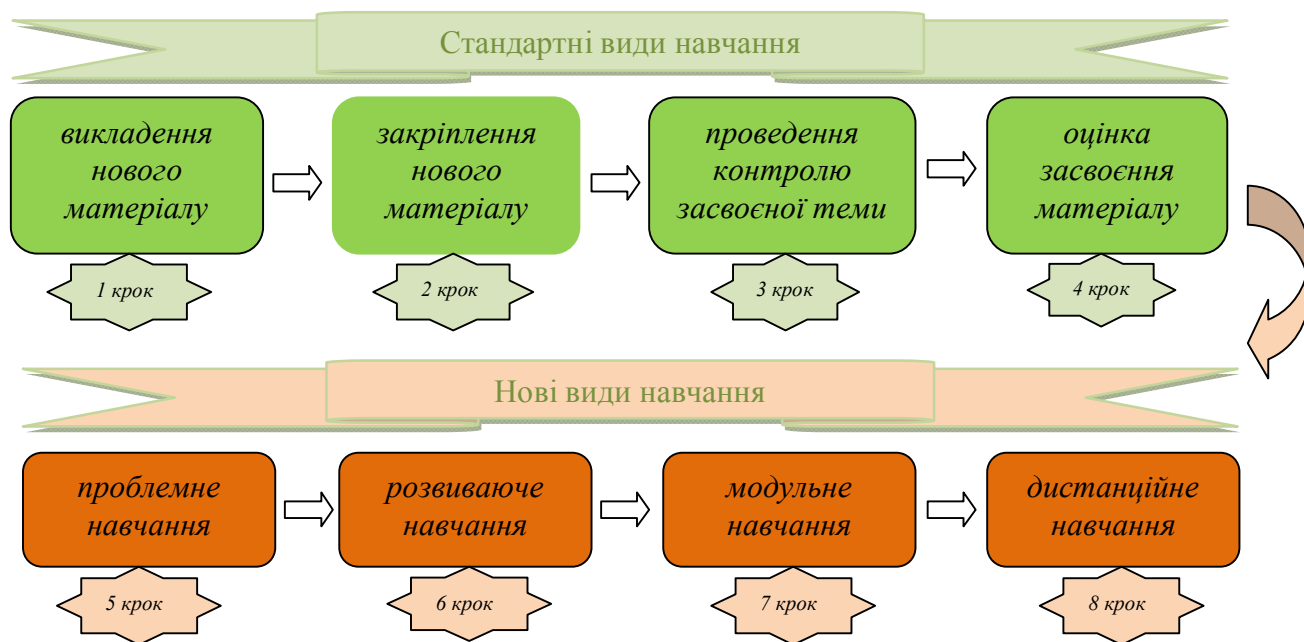 Стандартні види навчання
викладення
нового
матеріалу
закріплення
нового
матеріалу
проведення
контролю
засвоєної теми
оцінка
засвоєння
матеріалу
1 крок
2 крок
3 крок
4 крок
Нові види навчання
проблемне
навчання
розвиваюче
навчання
модульне
навчання
дистанційне
навчання
5 крок
6 крок
7 крок
8 крок